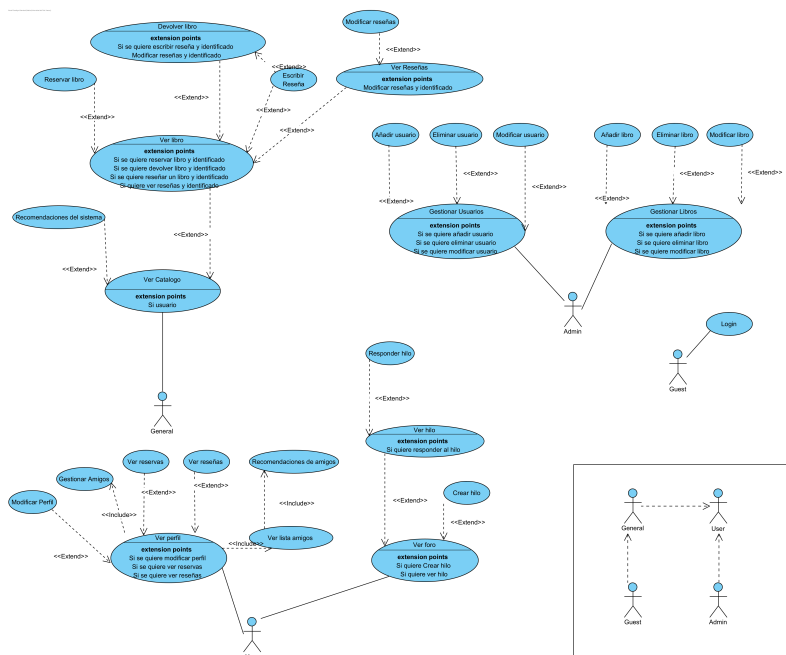 Devolver libro
extension points
Si se quiere escribir reseña y identificado
Modificar reseñas y identificado
Modificar reseñas
<<Extend>>
<<Extend>>
Ver Reseñas
extension points
Modificar reseñas y identificado
Escribir
Reseña
Reservar libro
<<Extend>>
<<Extend>>
<<Extend>>
<<Extend>>
Ver libro
extension points
Si se quiere reservar libro y identificado
Si se quiere devolver libro y identificado
Si se quiere reseñar un libro y identificado
Si quiere ver reseñas y identificado
Añadir usuario
Eliminar usuario
Modificar usuario
<<Extend>>
<<Extend>>
<<Extend>>
Gestionar Usuarios
extension points
Si se quiere añadir usuario
Si se quiere eliminar usuario
Si se quiere modificar usuario
Añadir libro
Eliminar libro
Modificar libro
<<Extend>>
<<Extend>>
<<Extend>>
Gestionar Libros
extension points
Si se quiere añadir libro
Si se quiere eliminar libro
Si se quiere modificar libro
Admin
Recomendaciones del sistema
<<Extend>>
<<Extend>>
Ver Catalogo
extension points
Si usuario
General
Login
Guest
Responder hilo
<<Extend>>
Ver hilo
extension points
Si quiere responder al hilo
Crear hilo
<<Extend>>
<<Extend>>
Ver foro
extension points
Si quiere Crear hilo
Si quiere ver hilo
Ver reservas
Ver reseñas
Recomendaciones de amigos
Gestionar Amigos
Modificar Perfil
<<Extend>>
<<Extend>>
<<Include>>
<<Include>>
<<Extend>>
<<Include>>
Ver lista amigos
Ver perfil
extension points
Si se quiere modificar perfil
Si se quiere ver reservas
Si se quiere ver reseñas
General
User
Guest
Admin